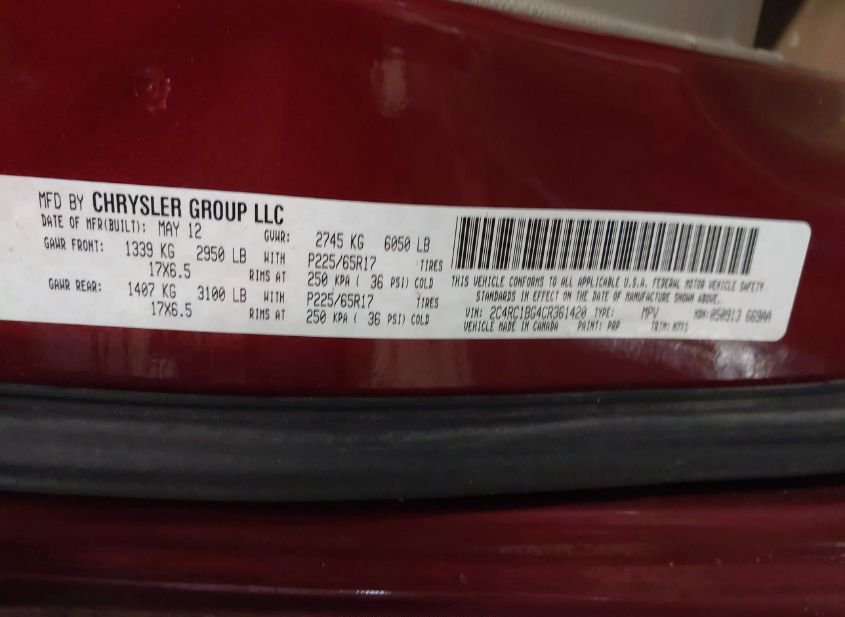 MFD BY CHRYSLER GROUP LLC
DATE OF MFR(BUILT): MAY 12 GVWR: 2745 KG 6050 LB
GAWR FRONT: 1339 KG 2950 LB WITH P225/65R17 TIRES
17X6.5 RIMS AT 250 KPA ( 36 PSI) COLD
GAWR REAR: 1407 KG 3100 LB WITH P225/65R17 TIRES
17X6.5 RIMS AT 250 KPA ( 36 PSI) COLD
THIS VEHICLE CONFORMS TO ALL APPLICABLE U.S.A. FEDERAL MOTOR VEHICLE SAFETY
STANDARDS IN EFFECT ON THE DATE OF MANUFACTURE SHOWN ABOVE.
VIN: 2C4RC1BG4CR361420 TYPE: MPV MDH: 050913 669AA
VEHICLE MADE IN CANADA PAINT: PRP TRIM: